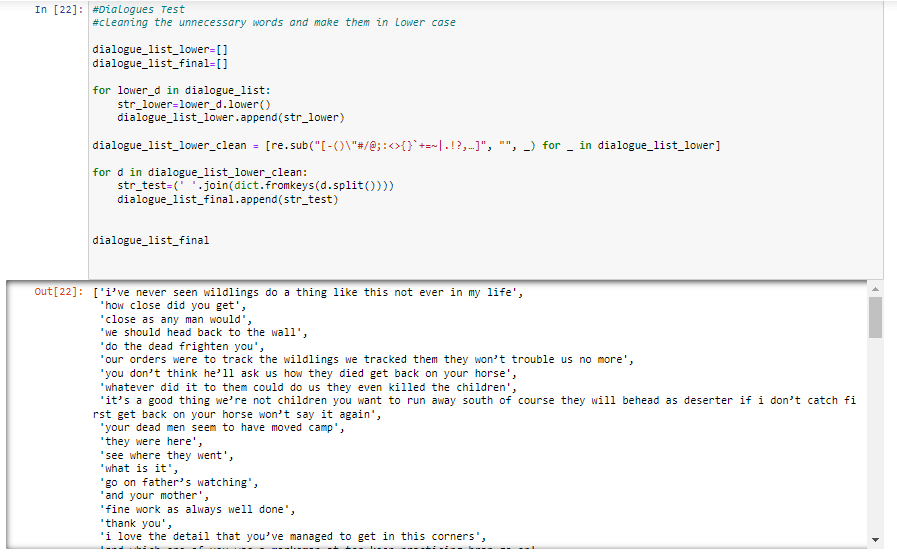 In [22]: #Dialogues Test
#cleaning the unnecessary words and make them in lower case
dialogue_list_lower=[]
dialogue_list_final=[]
for lower_d in dialogue_list:
str_lower=lower_d.lower()
dialogue_list_lower.append(str_lower)
dialogue_list_lower_clean = [re.sub("[-()\"#/@;:<>{}`+=~|.!?,…]", "", _) for _ in dialogue_list_lower]
for d in dialogue_list_lower_clean:
str_test=(' '.join(dict.fromkeys(d.split())))
dialogue_list_final.append(str_test)
dialogue_list_final
Out[22]: ['i’ve never seen wildlings do a thing like this not ever in my life',
'how close did you get',
'close as any man would',
'we should head back to the wall',
'do the dead frighten you',
'our orders were to track the wildlings we tracked them they won’t trouble us no more',
'you don’t think he’ll ask us how they died get back on your horse',
'whatever did it to them could do us they even killed the children',
'it’s a good thing we’re not children you want to run away south of course they will behead as deserter if i don’t catch fi
rst get back on your horse won’t say it again',
'your dead men seem to have moved camp',
'they were here',
'see where they went',
'what is it',
'go on father’s watching',
'and your mother',
'fine work as always well done',
'thank you',
'i love the detail that you’ve managed to get in this corners',